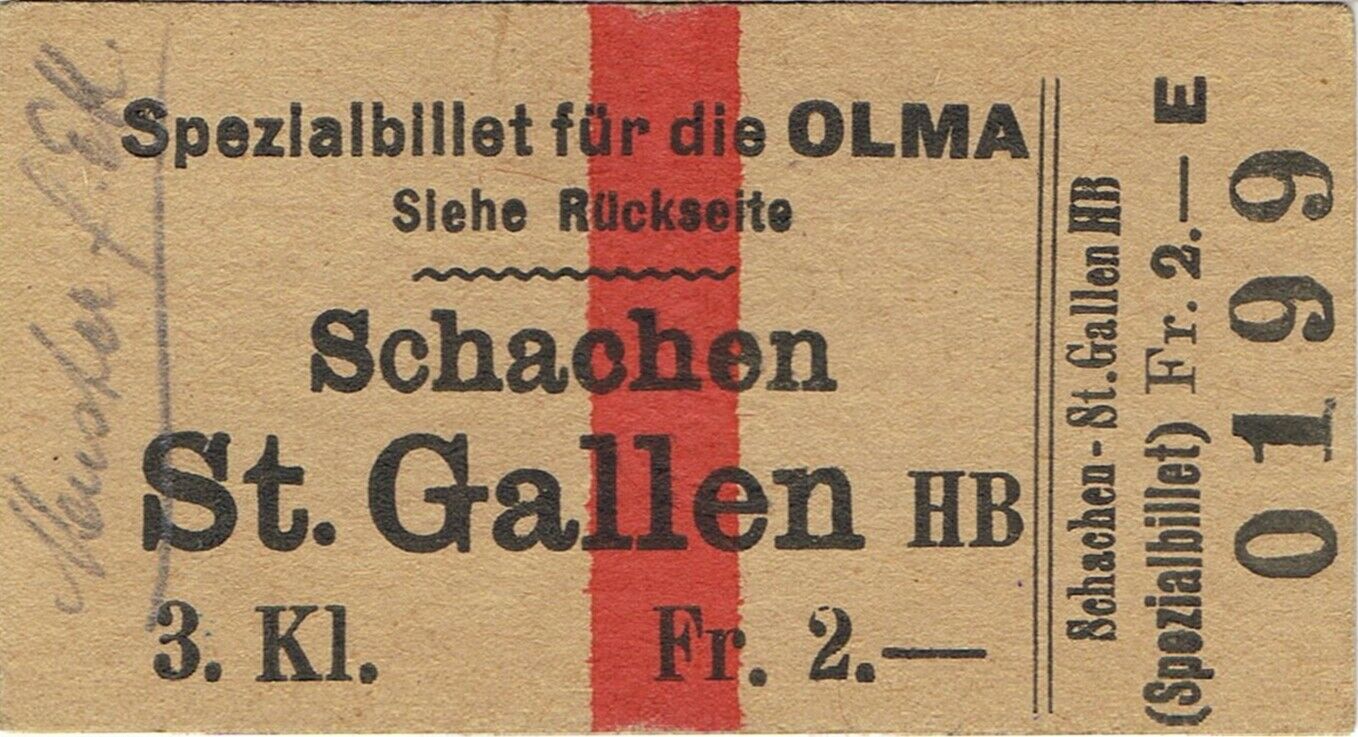 Spezialbillet für die OLMA
Siehe Rückseite
Schachen
St. Gallen HB
3. Kl. Fr. 2.—
Schachen - St. Gallen HB
(Spezialbillet) Fr. 2.— E
0199